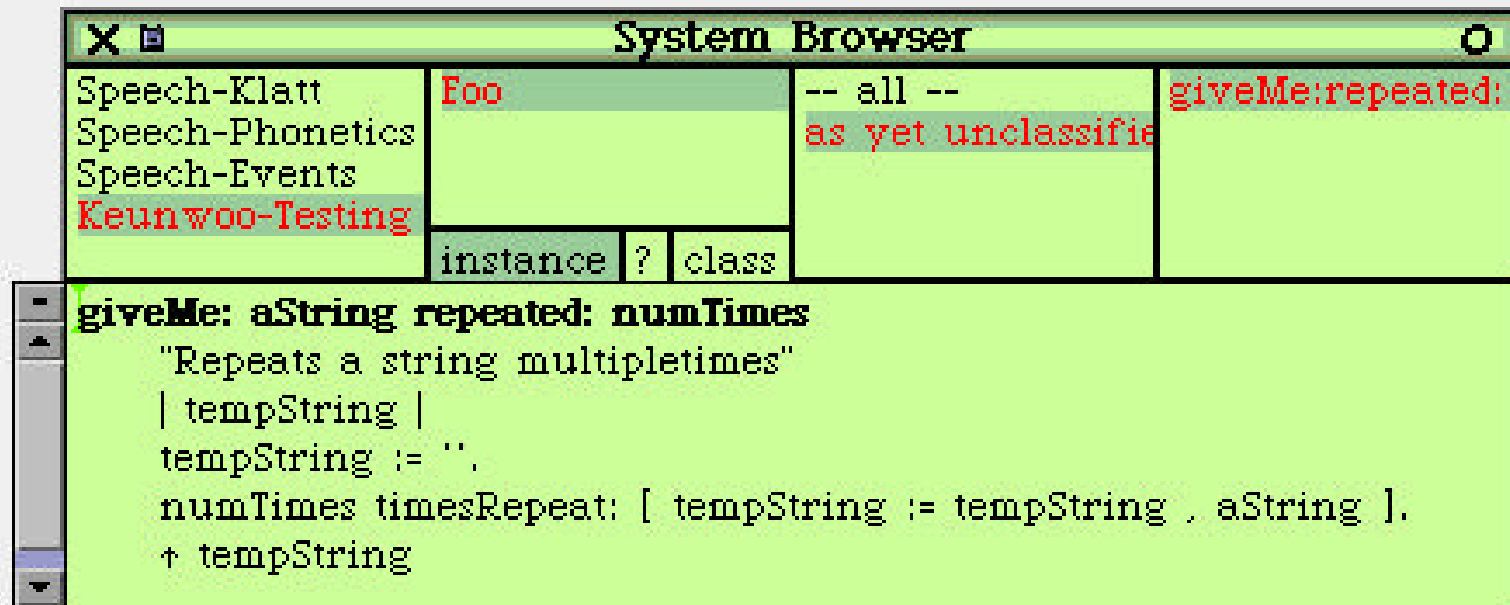 System Browser
Speech-Klatt
Speech-Phonetics
Speech-Events
Keunwoo-Testing
Foo
instance ? class
-- all --
as yet unclassifie
giveMe:repeated:
giveMe: aString repeated: numTimes
"Repeats a string multipletimes"
| tempString |
tempString := ''.
numTimes timesRepeat: [ tempString := tempString , aString ].
↑ tempString